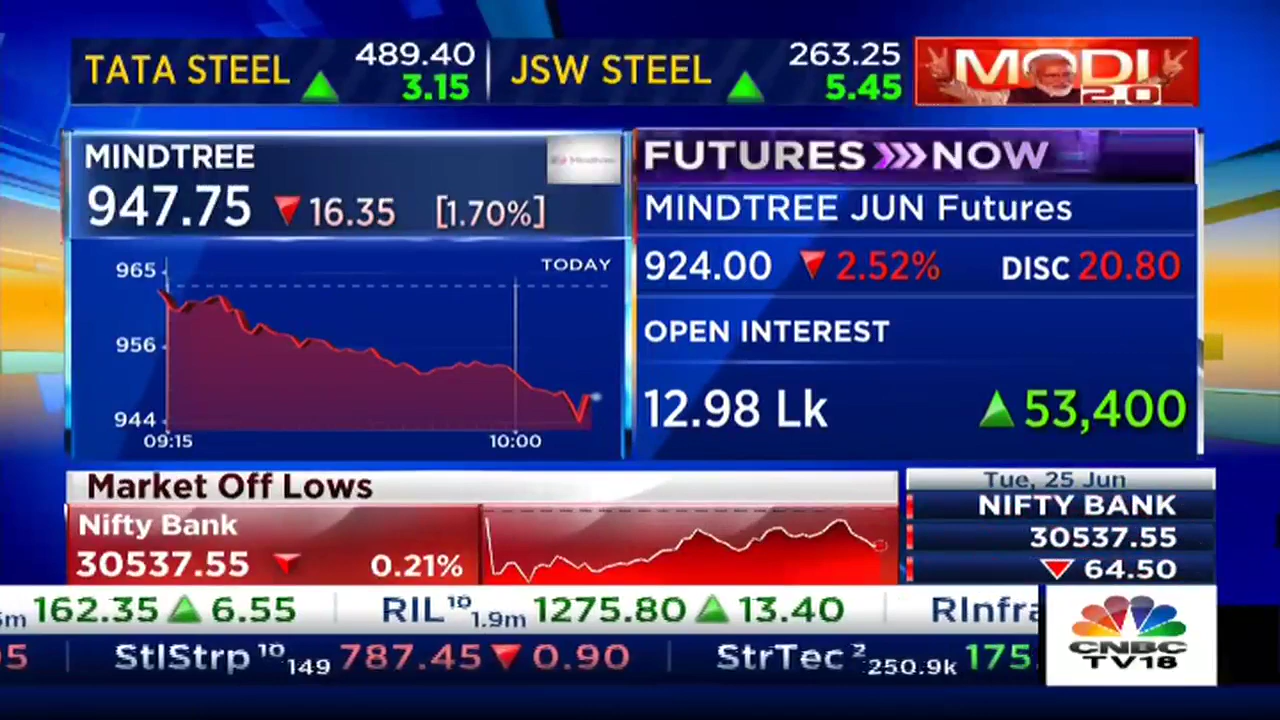 TATA STEEL 489.40 3.15
JSW STEEL 263.25 5.45
MODI 2.0
MINDTREE
947.75 16.35 [1.70%]
TODAY
965
956
944
09:15 10:00
FUTURES NOW
MINDTREE JUN Futures
924.00 2.52% DISC 20.80
OPEN INTEREST
12.98 Lk 53,400
Market Off Lows
Nifty Bank
30537.55 0.21%
Tue, 25 Jun
NIFTY BANK
30537.55
64.50
m 162.35 6.55 RIL 10 1.9m 1275.80 13.40 RInfra
5 StlStrp 10 149 787.45 0.90 StrTec 2 250.9k 175
CNBC
TV18